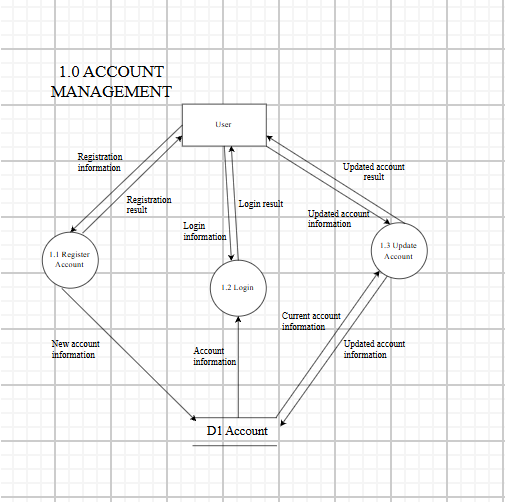 1.0 ACCOUNT
MANAGEMENT
User
Registration
information
Updated account
result
Registration
result
Login result
Updated account
information
Login
information
1.1 Register
Account
1.3 Update
Account
1.2 Login
Current account
information
New account
information
Account
information
Updated account
information
D1 Account